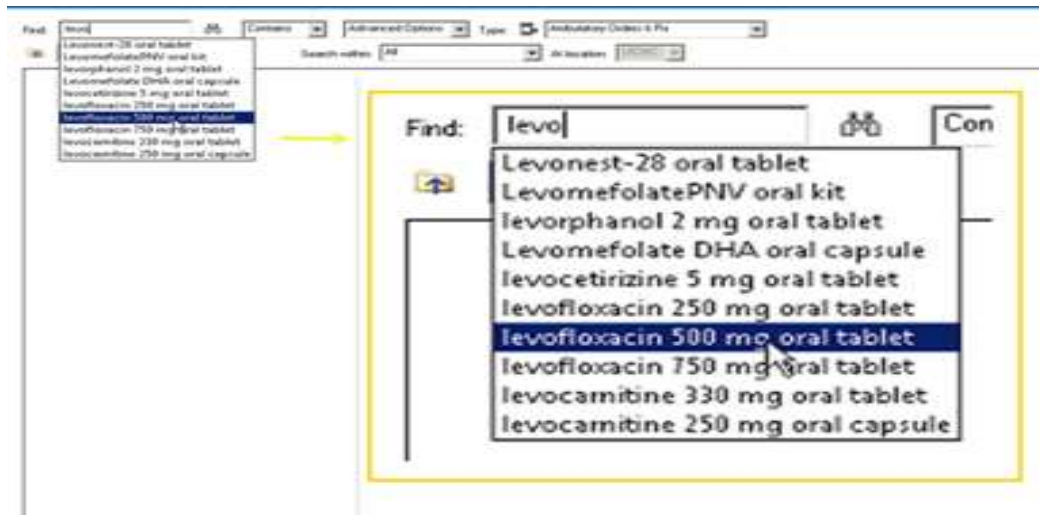 Find: levo Contains Advanced Options Type: Ambulatory Orders & Rx
Search within: All At location:
Levonest-28 oral tablet
LevomefolatePNV oral kit
levorphanol 2 mg oral tablet
Levomefolate DHA oral capsule
levocetirizine 5 mg oral tablet
levofloxacin 250 mg oral tablet
levofloxacin 500 mg oral tablet
levofloxacin 750 mg oral tablet
levocarnitine 330 mg oral tablet
levocarnitine 250 mg oral capsule
Find: levo Con
Levonest-28 oral tablet
LevomefolatePNV oral kit
levorphanol 2 mg oral tablet
Levomefolate DHA oral capsule
levocetirizine 5 mg oral tablet
levofloxacin 250 mg oral tablet
levofloxacin 500 mg oral tablet
levofloxacin 750 mg oral tablet
levocarnitine 330 mg oral tablet
levocarnitine 250 mg oral capsule